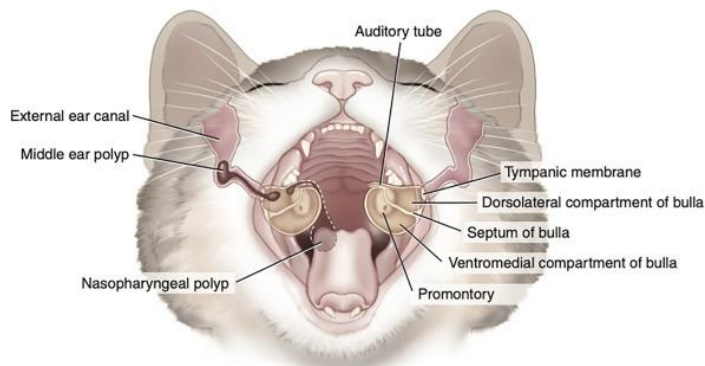 Auditory tube
External ear canal
Middle ear polyp
Tympanic membrane
Dorsolateral compartment of bulla
Septum of bulla
Ventromedial compartment of bulla
Nasopharyngeal polyp
Promontory